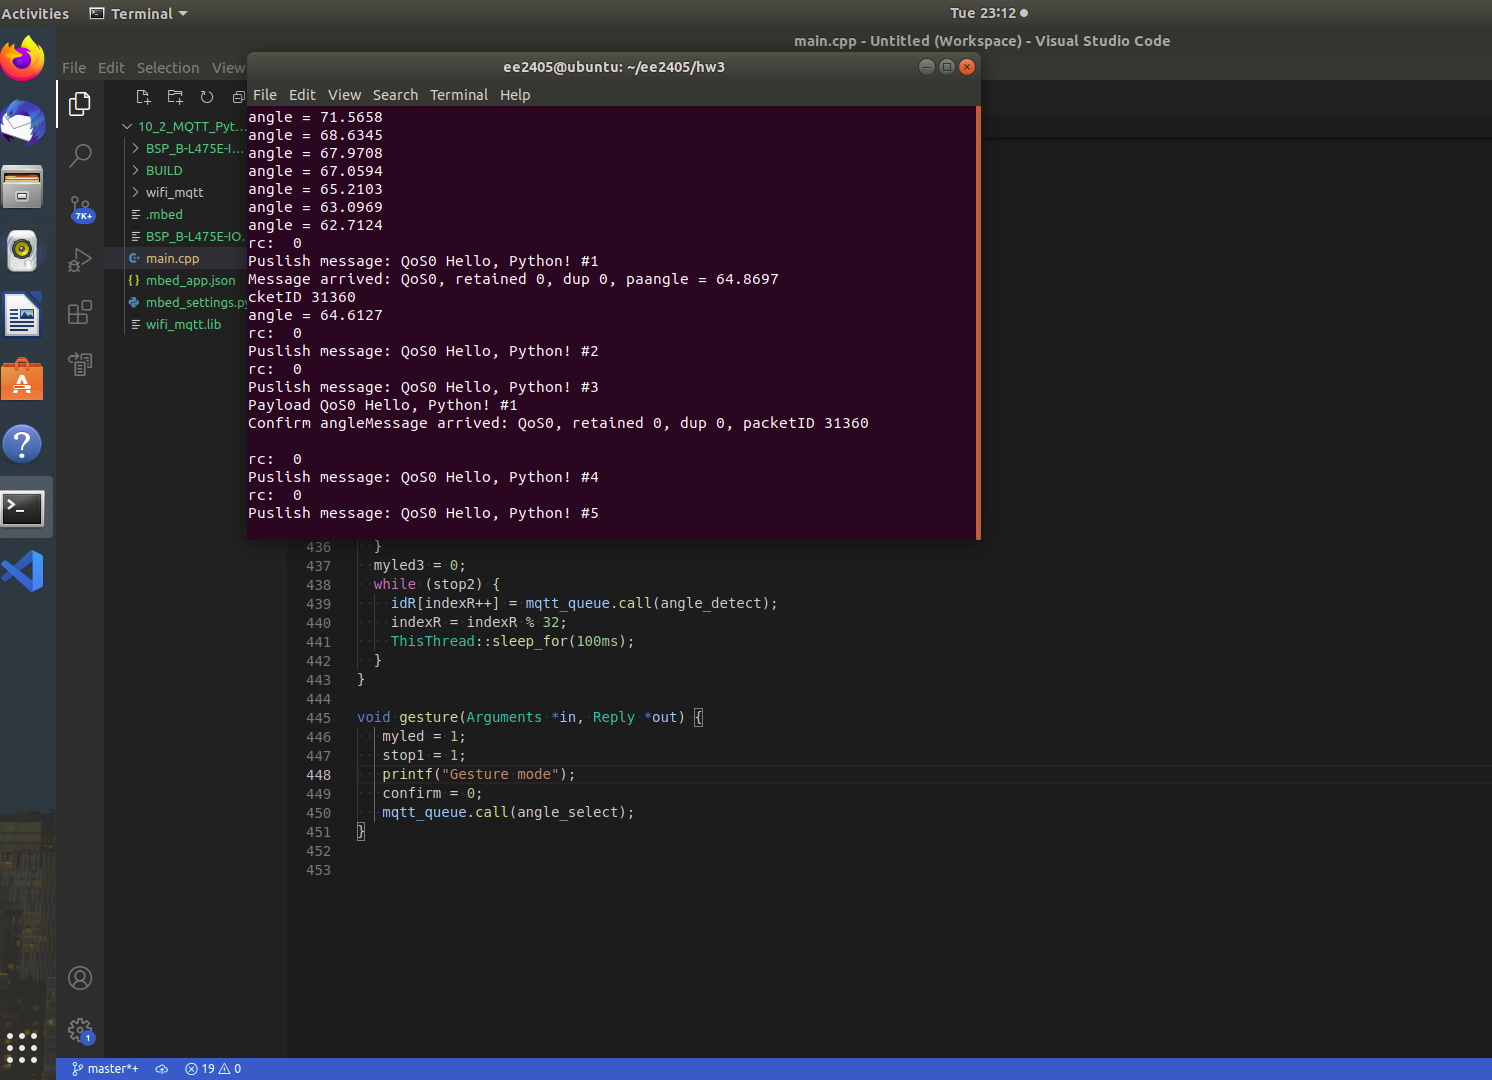 Activities Terminal Tue 23:12
main.cpp - Untitled (Workspace) - Visual Studio Code
File Edit Selection View
ee2405@ubuntu: ~/ee2405/hw3
File Edit View Search Terminal Help
10_2_MQTT_Pyt...
BSP_B-L475E-I...
BUILD
wifi_mqtt
.mbed
BSP_B-L475E-IO.
main.cpp
mbed_app.json
mbed_settings.py
wifi_mqtt.lib
7K+
angle = 71.5658
angle = 68.6345
angle = 67.9708
angle = 67.0594
angle = 65.2103
angle = 63.0969
angle = 62.7124
rc:  0
Puslish message: QoS0 Hello, Python! #1
Message arrived: QoS0, retained 0, dup 0, paangle = 64.8697
cketID 31360
angle = 64.6127
rc:  0
Puslish message: QoS0 Hello, Python! #2
rc:  0
Puslish message: QoS0 Hello, Python! #3
Payload QoS0 Hello, Python! #1
Confirm angleMessage arrived: QoS0, retained 0, dup 0, packetID 31360
rc:  0
Puslish message: QoS0 Hello, Python! #4
rc:  0
Puslish message: QoS0 Hello, Python! #5
436 }
437 myled3 = 0;
438 while (stop2) {
439 idR[indexR++] = mqtt_queue.call(angle_detect);
440 indexR = indexR % 32;
441 ThisThread::sleep_for(100ms);
442 }
443 }
444
445 void gesture(Arguments *in, Reply *out) {
446 myled = 1;
447 stop1 = 1;
448 printf("Gesture mode");
449 confirm = 0;
450 mqtt_queue.call(angle_select);
451 }
452
453
1
master*+ 19 0